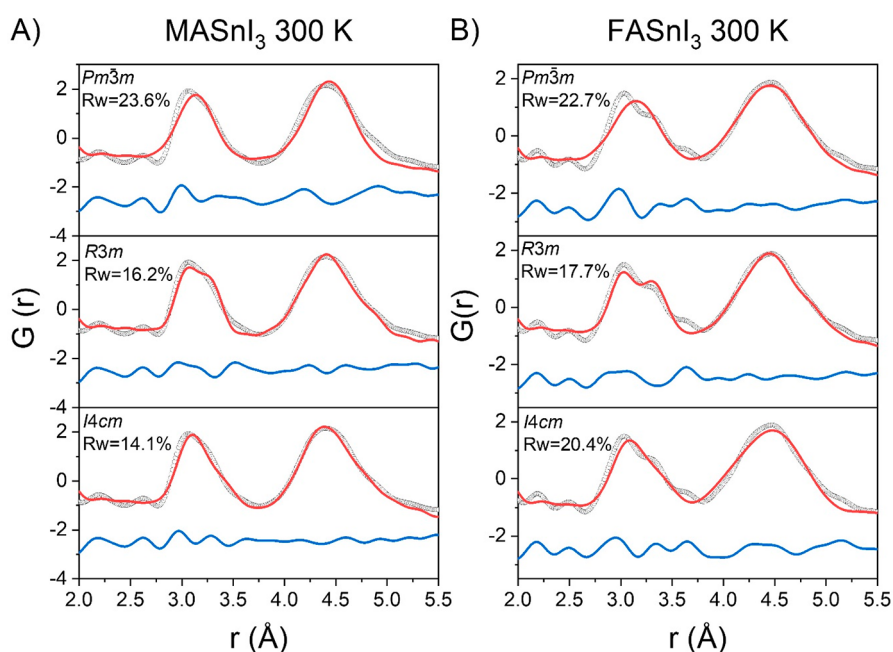 A) MASnI₃ 300 K
B) FASnI₃ 300 K
Pm3̄m
Rw=23.6%
2
0
-2
-4
R3m
Rw=16.2%
2
0
-2
-4
I4cm
Rw=14.1%
2
0
-2
-4
G (r)
2.0 2.5 3.0 3.5 4.0 4.5 5.0 5.5
r (Å)
Pm3̄m
Rw=22.7%
2
0
-2
R3m
Rw=17.7%
2
0
-2
I4cm
Rw=20.4%
2
0
-2
G(r)
2.0 2.5 3.0 3.5 4.0 4.5 5.0 5.5
r (Å)